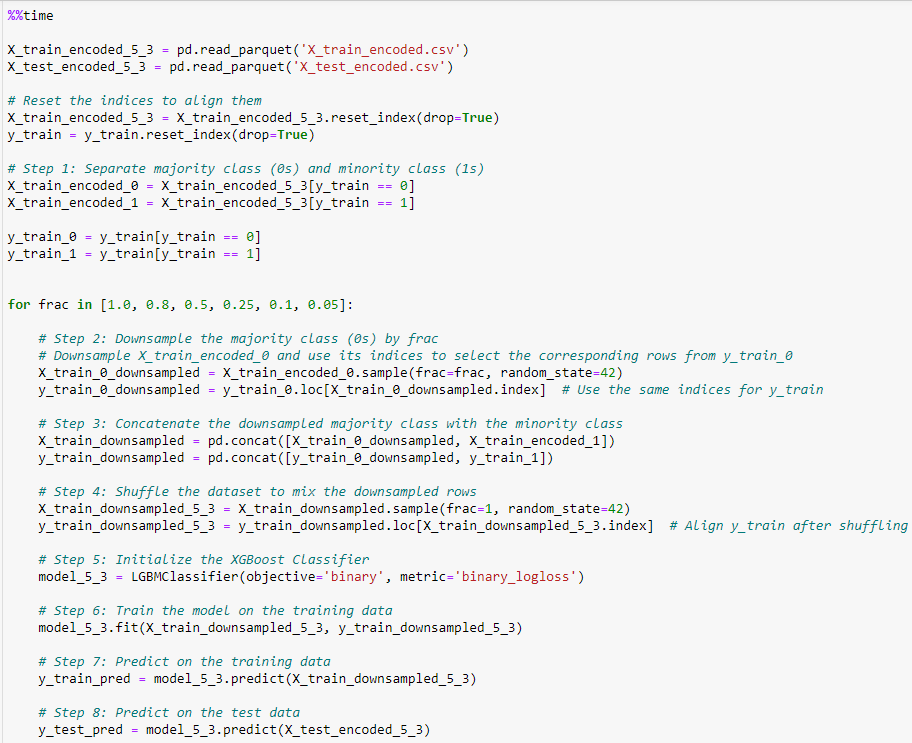 %%time
X_train_encoded_5_3 = pd.read_parquet('X_train_encoded.csv')
X_test_encoded_5_3 = pd.read_parquet('X_test_encoded.csv')
# Reset the indices to align them
X_train_encoded_5_3 = X_train_encoded_5_3.reset_index(drop=True)
y_train = y_train.reset_index(drop=True)
# Step 1: Separate majority class (0s) and minority class (1s)
X_train_encoded_0 = X_train_encoded_5_3[y_train == 0]
X_train_encoded_1 = X_train_encoded_5_3[y_train == 1]
y_train_0 = y_train[y_train == 0]
y_train_1 = y_train[y_train == 1]
for frac in [1.0, 0.8, 0.5, 0.25, 0.1, 0.05]:
    # Step 2: Downsample the majority class (0s) by frac
    # Downsample X_train_encoded_0 and use its indices to select the corresponding rows from y_train_0
    X_train_0_downsampled = X_train_encoded_0.sample(frac=frac, random_state=42)
    y_train_0_downsampled = y_train_0.loc[X_train_0_downsampled.index]  # Use the same indices for y_train
    # Step 3: Concatenate the downsampled majority class with the minority class
    X_train_downsampled = pd.concat([X_train_0_downsampled, X_train_encoded_1])
    y_train_downsampled = pd.concat([y_train_0_downsampled, y_train_1])
    # Step 4: Shuffle the dataset to mix the downsampled rows
    X_train_downsampled_5_3 = X_train_downsampled.sample(frac=1, random_state=42)
    y_train_downsampled_5_3 = y_train_downsampled.loc[X_train_downsampled_5_3.index]  # Align y_train after shuffling
    # Step 5: Initialize the XGBoost Classifier
    model_5_3 = LGBMClassifier(objective='binary', metric='binary_logloss')
    # Step 6: Train the model on the training data
    model_5_3.fit(X_train_downsampled_5_3, y_train_downsampled_5_3)
    # Step 7: Predict on the training data
    y_train_pred = model_5_3.predict(X_train_downsampled_5_3)
    # Step 8: Predict on the test data
    y_test_pred = model_5_3.predict(X_test_encoded_5_3)